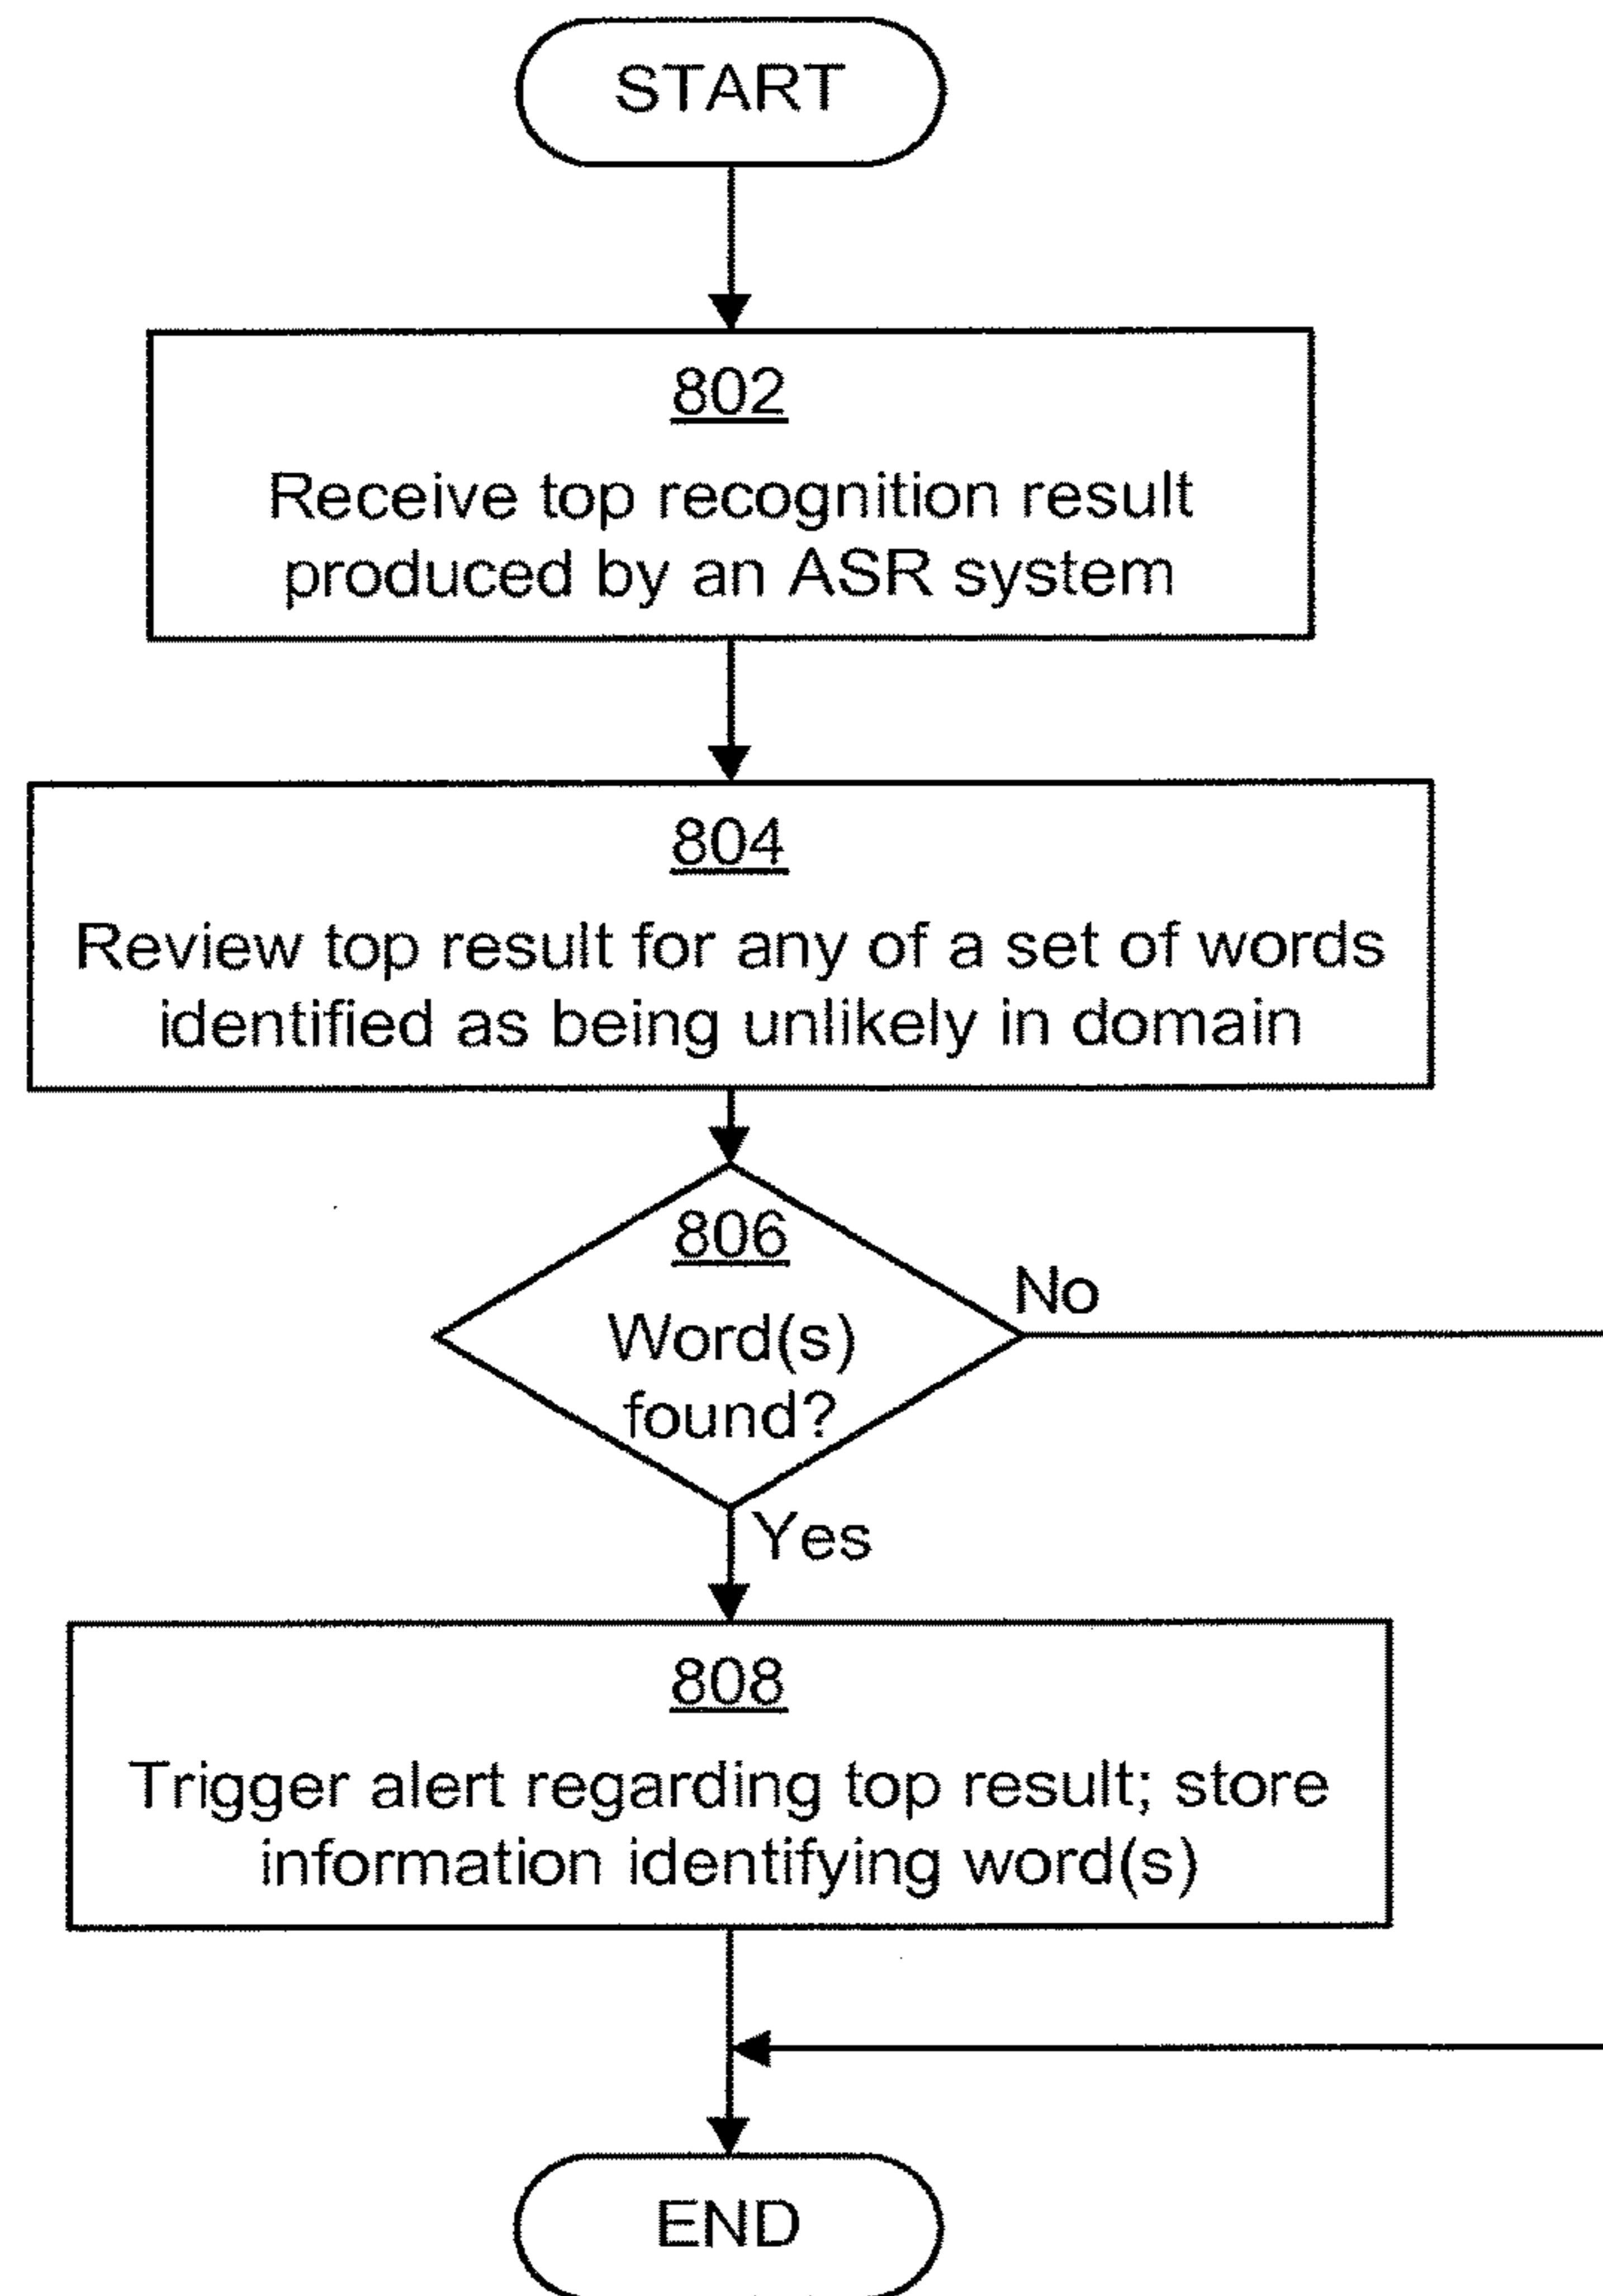 START
802
Receive top recognition result
produced by an ASR system
804
Review top result for any of a set of words
identified as being unlikely in domain
806
Word(s)
found?
No
Yes
808
Trigger alert regarding top result; store
information identifying word(s)
END